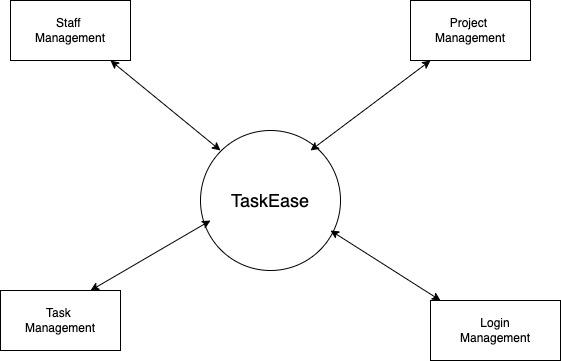 Staff
Management
Project
Management
TaskEase
Task
Management
Login
Management